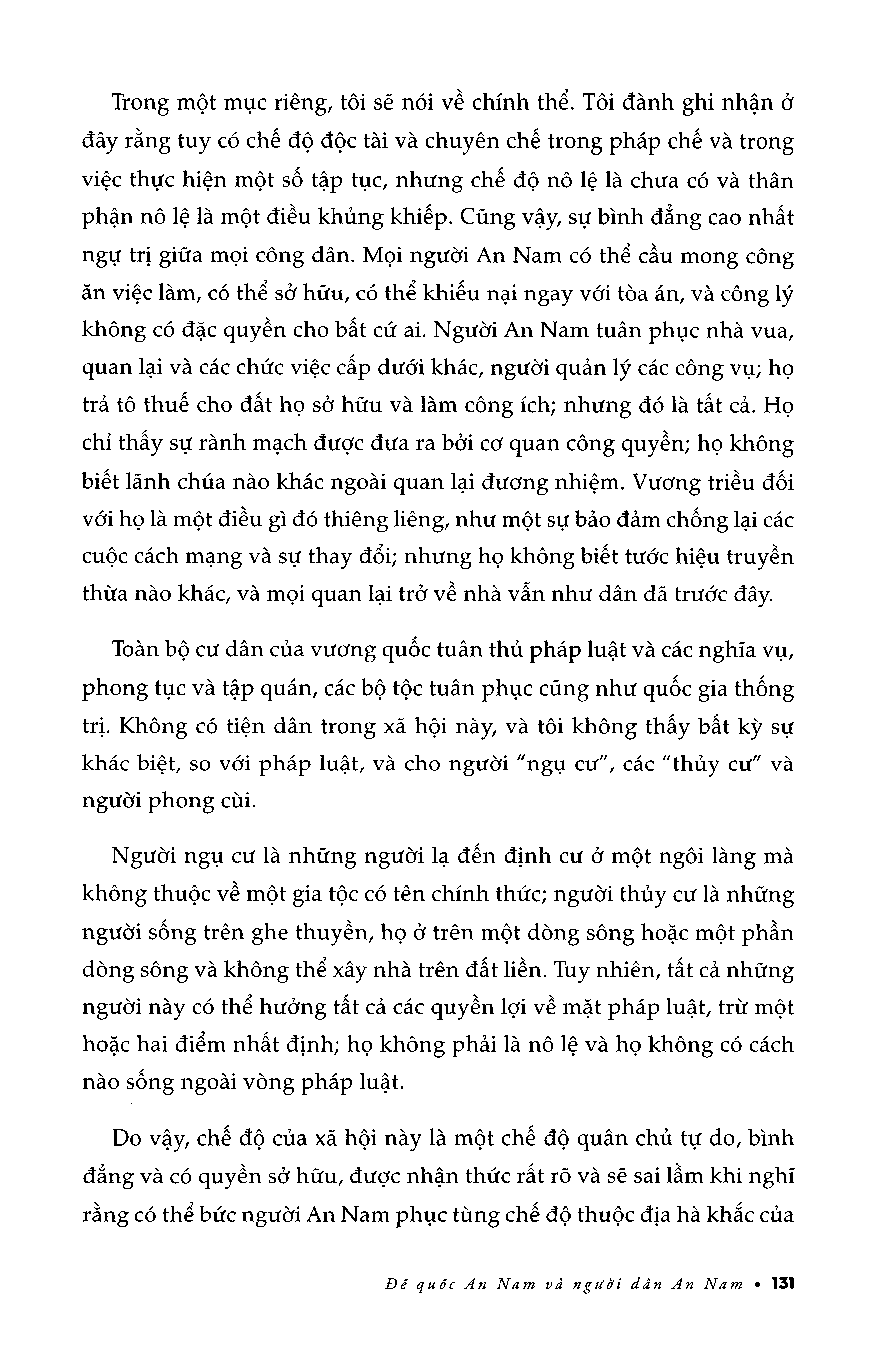 Trong một mục riêng, tôi sẽ nói về chính thể. Tôi đành ghi nhận ở
đây rằng tuy có chế độ độc tài và chuyên chế trong pháp chế và trong
việc thực hiện một số tập tục, nhưng chế độ nô lệ là chưa có và thân
phận nô lệ là một điều khủng khiếp. Cũng vậy, sự bình đẳng cao nhất
ngự trị giữa mọi công dân. Mọi người An Nam có thể cầu mong công
ăn việc làm, có thể sở hữu, có thể khiếu nại ngay với tòa án, và công lý
không có đặc quyền cho bất cứ ai. Người An Nam tuân phục nhà vua,
quan lại và các chức việc cấp dưới khác, người quản lý các công vụ; họ
trả tô thuế cho đất họ sở hữu và làm công ích; nhưng đó là tất cả. Họ
chỉ thấy sự rành mạch được đưa ra bởi cơ quan công quyền; họ không
biết lãnh chúa nào khác ngoài quan lại đương nhiệm. Vương triều đối
với họ là một điều gì đó thiêng liêng, như một sự bảo đảm chống lại các
cuộc cách mạng và sự thay đổi; nhưng họ không biết tước hiệu truyền
thừa nào khác, và mọi quan lại trở về nhà vẫn như dân dã trước đây.
Toàn bộ cư dân của vương quốc tuân thủ pháp luật và các nghĩa vụ,
phong tục và tập quán, các bộ tộc tuân phục cũng như quốc gia thống
trị. Không có tiện dân trong xã hội này, và tôi không thấy bất kỳ sự
khác biệt, so với pháp luật, và cho người "ngụ cư", các "thủy cư" và
người phong cùi.
Người ngụ cư là những người lạ đến định cư ở một ngôi làng mà
không thuộc về một gia tộc có tên chính thức; người thủy cư là những
người sống trên ghe thuyền, họ ở trên một dòng sông hoặc một phần
dòng sông và không thể xây nhà trên đất liền. Tuy nhiên, tất cả những
người này có thể hưởng tất cả các quyền lợi về mặt pháp luật, trừ một
hoặc hai điểm nhất định; họ không phải là nô lệ và họ không có cách
nào sống ngoài vòng pháp luật.
Do vậy, chế độ của xã hội này là một chế độ quân chủ tự do, bình
đẳng và có quyền sở hữu, được nhận thức rất rõ và sẽ sai lầm khi nghĩ
rằng có thể bức người An Nam phục tùng chế độ thuộc địa hà khắc của
Đế quốc An Nam và người dân An Nam • 131